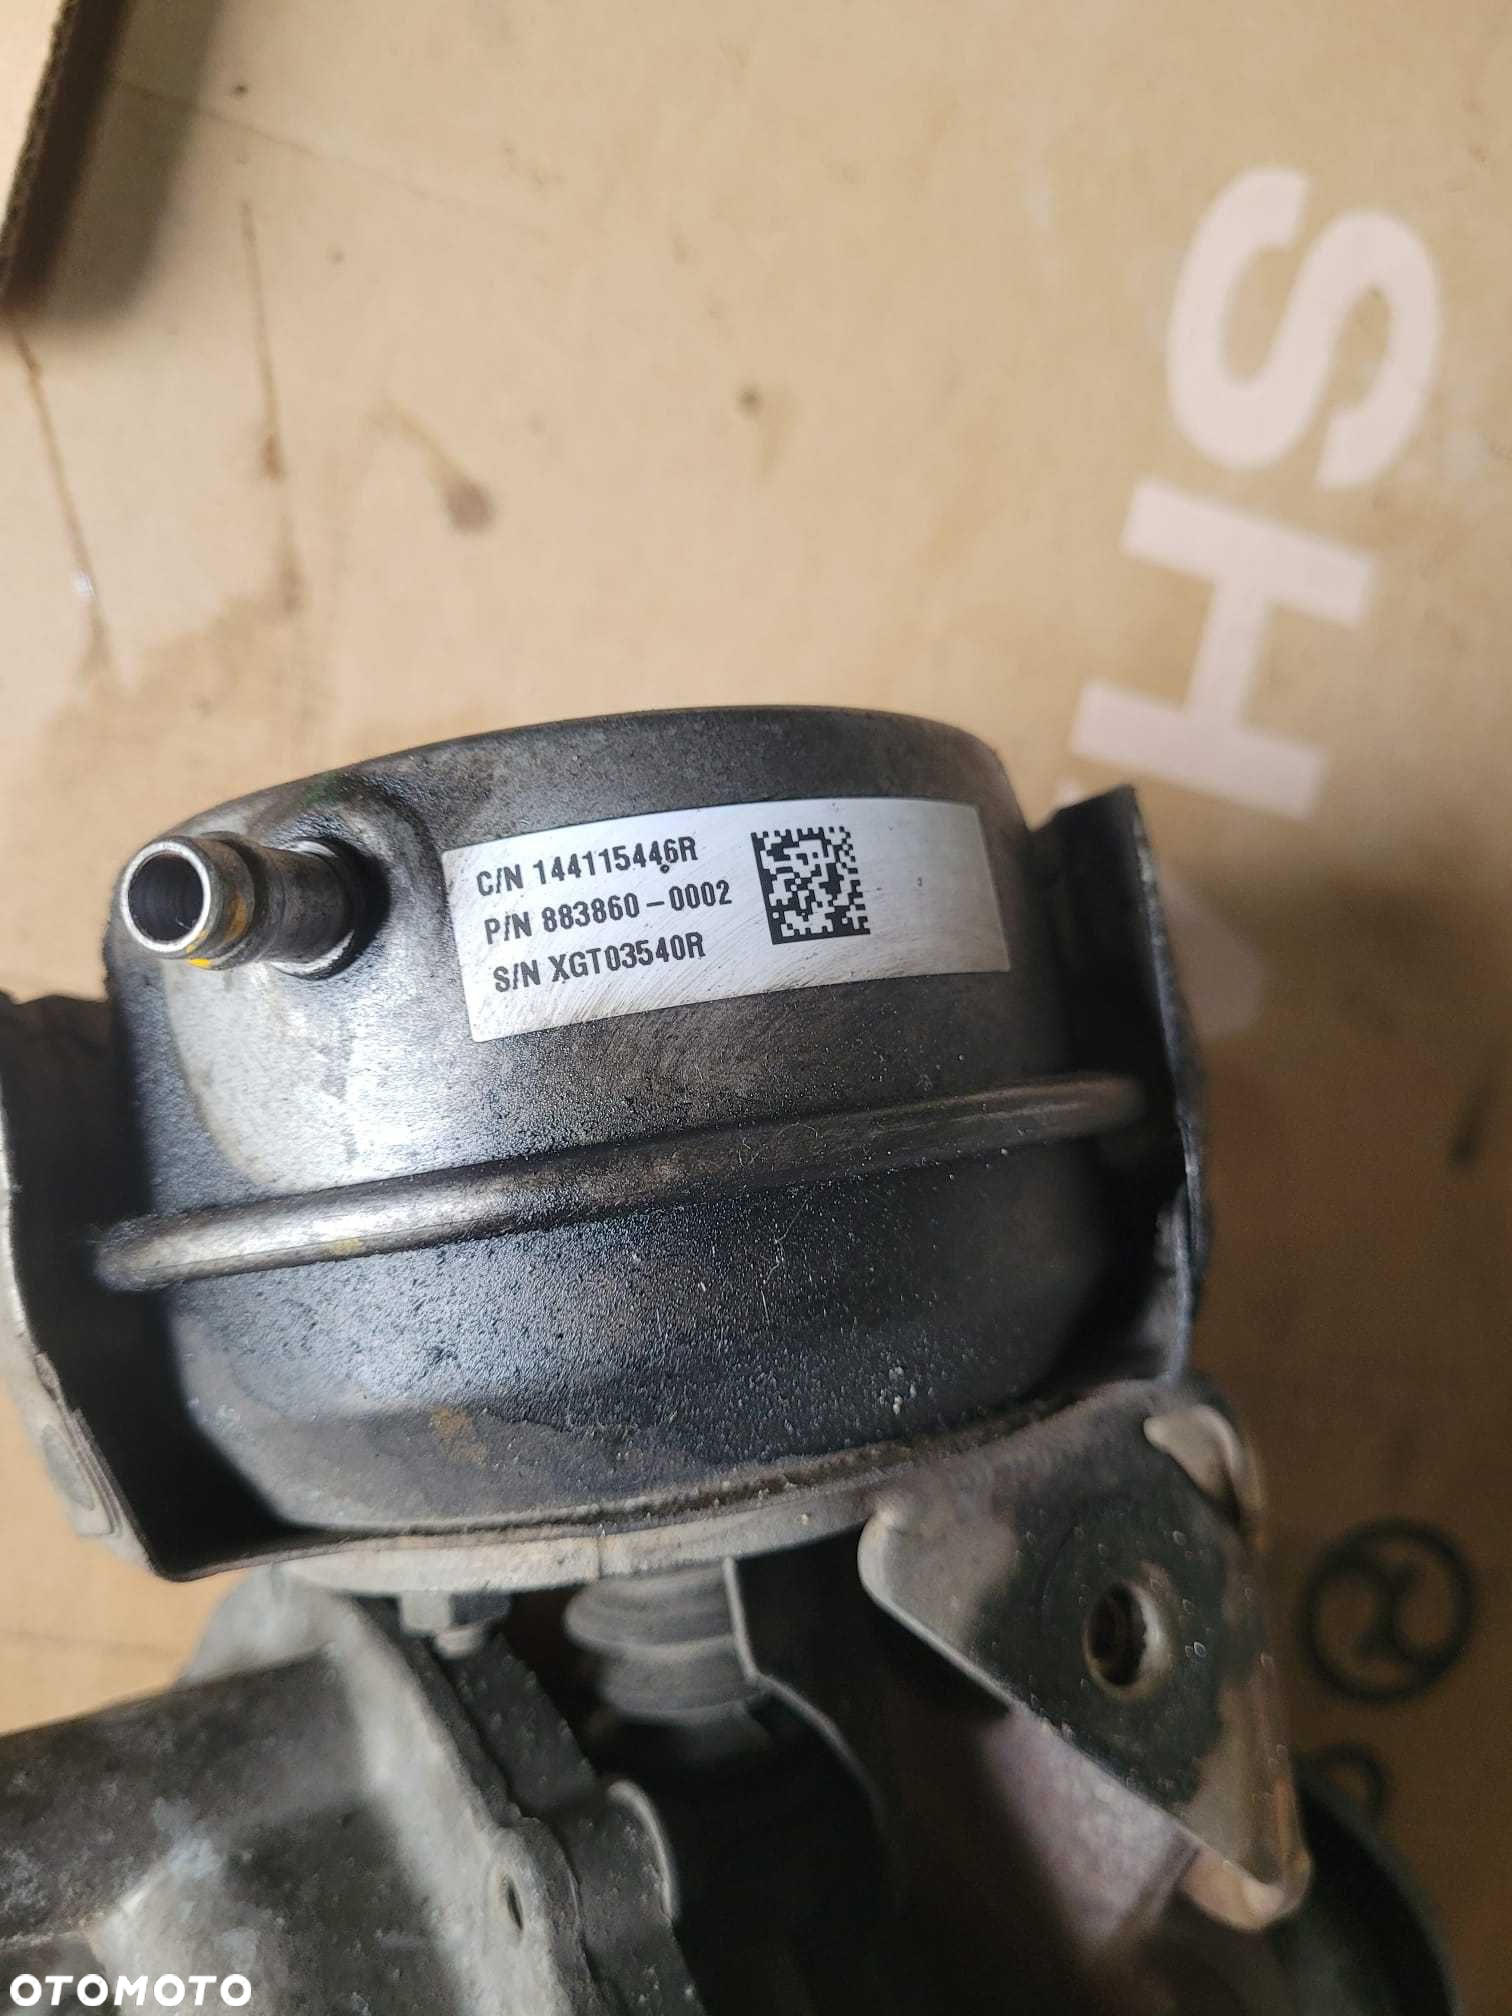 SH
C/N 144115446R
P/N 883860-0002
S/N XGT03540R
OTOMOTO